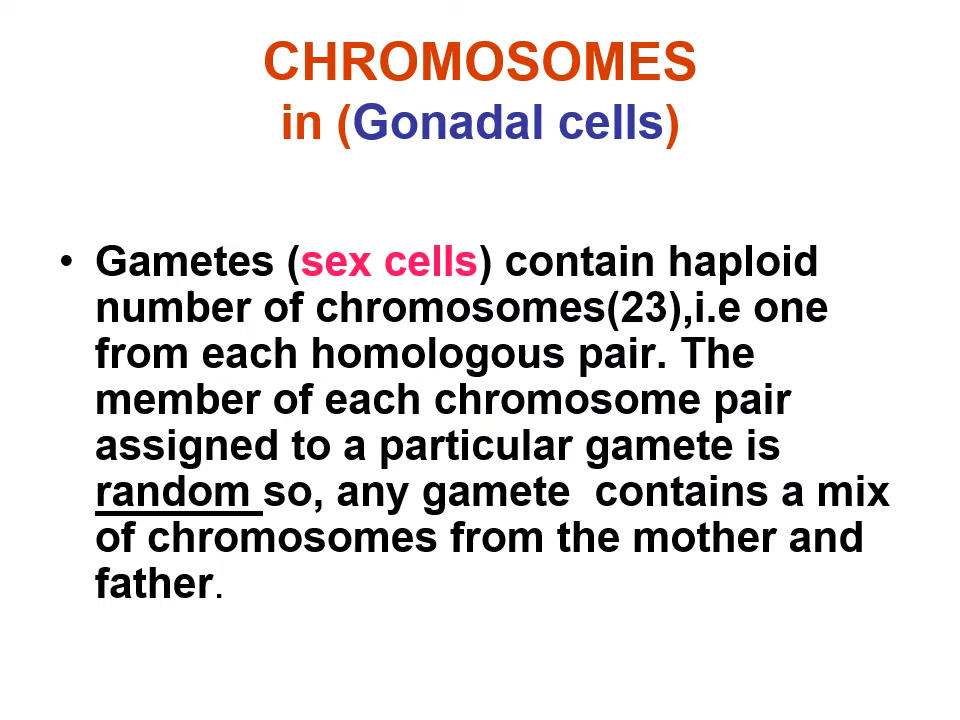 CHROMOSOMES
in (Gonadal cells)
• Gametes (sex cells) contain haploid
number of chromosomes(23),i.e one
from each homologous pair. The
member of each chromosome pair
assigned to a particular gamete is
random so, any gamete  contains a mix
of chromosomes from the mother and
father.